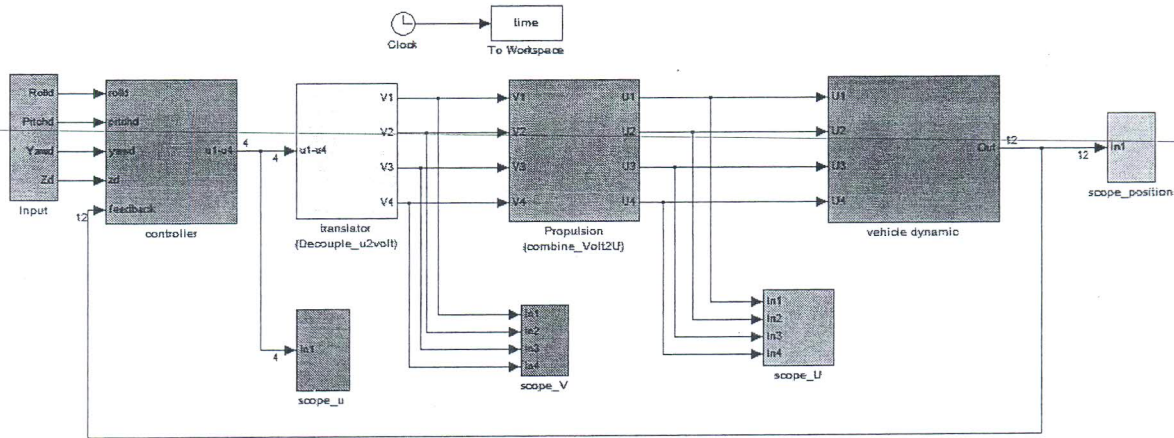 time
Clock
To Workspace
Rolld
Pitchd
Yawd
Zd
Input
rolld
pitchd
yawd
zd
feedback
u1-u4
controller
12
4
4
u1-u4
V1
V2
V3
V4
translator
(Decouple_u2volt)
V1
V2
V3
V4
U1
U2
U3
U4
Propulsion
(combine_Volt2U)
U1
U2
U3
U4
Out
vehicle dynamic
12
12
In1
scope_position
4
In1
scope_u
In1
In2
In3
In4
scope_V
In1
In2
In3
In4
scope_U